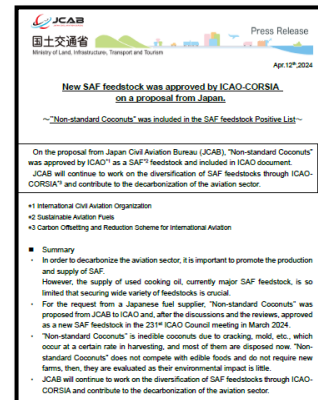 JCAB
国土交通省
Press Release
Ministry of Land, Infrastructure, Transport and Tourism
Apr.12th,2024
New SAF feedstock was approved by ICAO-CORSIA
on a proposal from Japan.
～"Non-standard Coconuts" was included in the SAF feedstock Positive List～
On the proposal from Japan Civil Aviation Bureau (JCAB), "Non-standard Coconuts"
was approved by ICAO*1 as a SAF*2 feedstock and included in ICAO document.
JCAB will continue to work on the diversification of SAF feedstocks through ICAO-
CORSIA*3 and contribute to the decarbonization of the aviation sector.
*1 International Civil Aviation Organization
*2 Sustainable Aviation Fuels
*3 Carbon Offsetting and Reduction Scheme for International Aviation
■ Summary
・ In order to decarbonize the aviation sector, it is important to promote the production
and supply of SAF.
However, the supply of used cooking oil, currently major SAF feedstock, is so
limited that securing wide variety of feedstocks is crucial.
・ For the request from a Japanese fuel supplier, "Non-standard Coconuts" was
proposed from JCAB to ICAO and, after the discussions and the reviews, approved
as a new SAF feedstock in the 231st ICAO Council meeting in March 2024.
・ "Non-standard Coconuts" is inedible coconuts due to cracking, mold, etc., which
occur at a certain rate in harvesting, and most of them are disposed now. "Non-
standard Coconuts" does not compete with edible foods and do not require new
farms, then, they are evaluated as their environmental impact is little.
・ JCAB will continue to work on the diversification of SAF feedstocks through ICAO-
CORSIA and contribute to the decarbonization of the aviation sector.